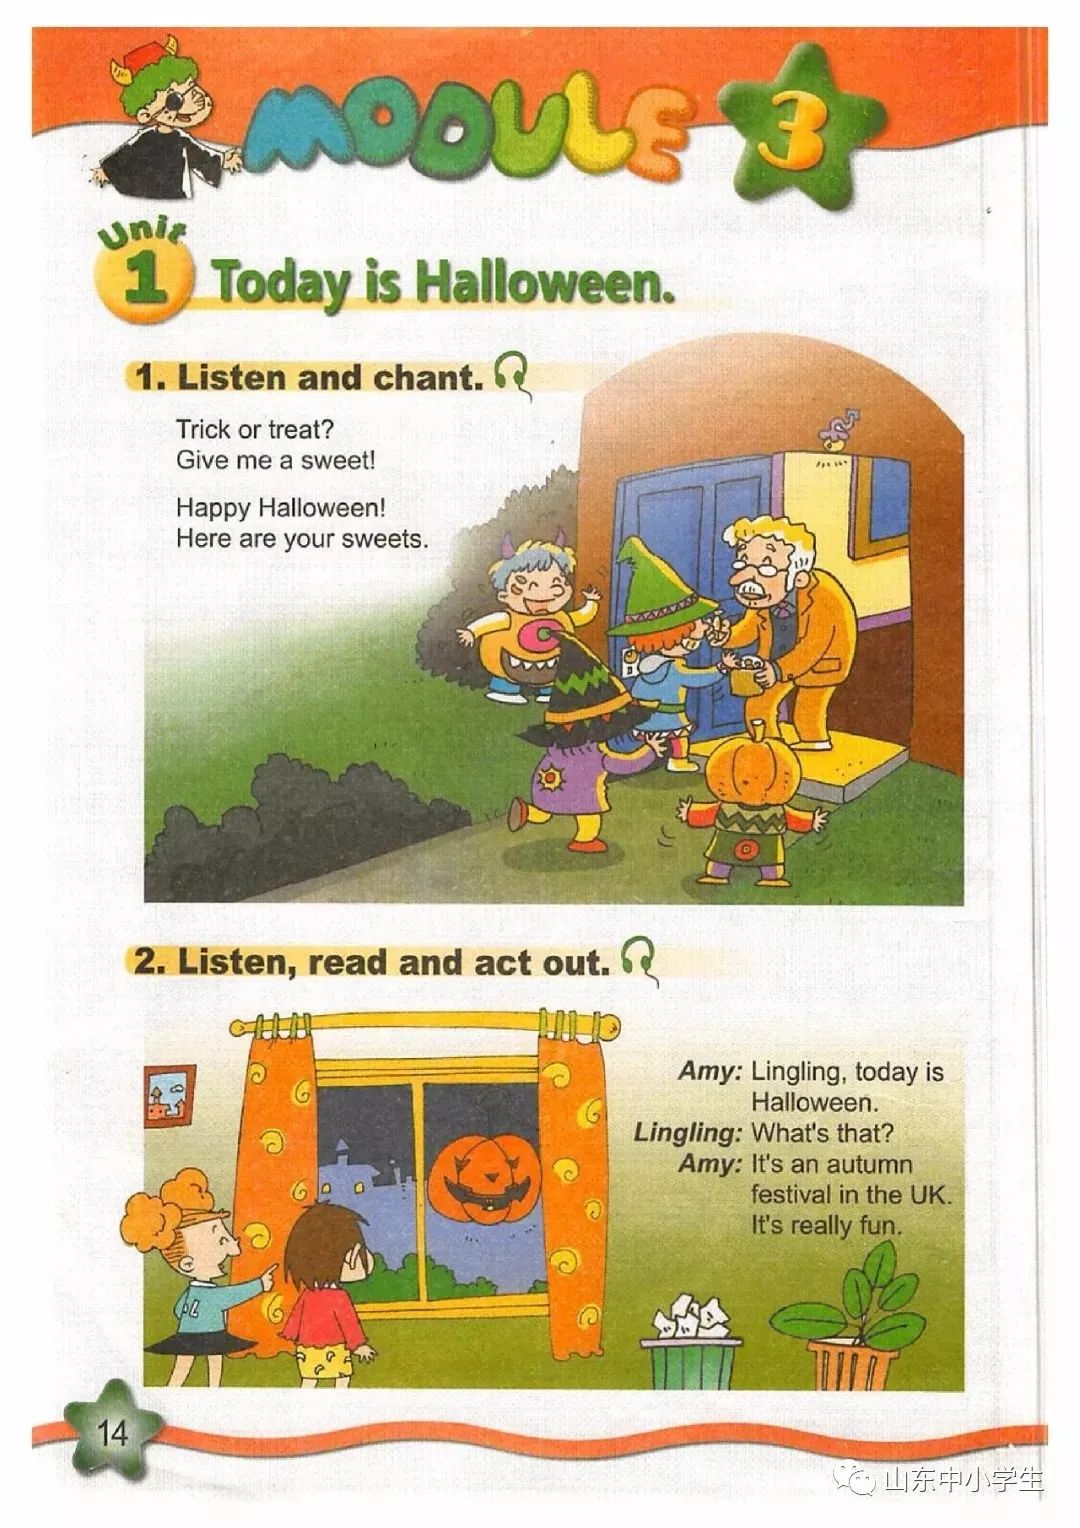 MODULE 3
Unit
1 Today is Halloween.
1. Listen and chant.
Trick or treat?
Give me a sweet!
Happy Halloween!
Here are your sweets.
2. Listen, read and act out.
Amy: Lingling, today is
Halloween.
Lingling: What's that?
Amy: It's an autumn
festival in the UK.
It's really fun.
14
山东中小学生